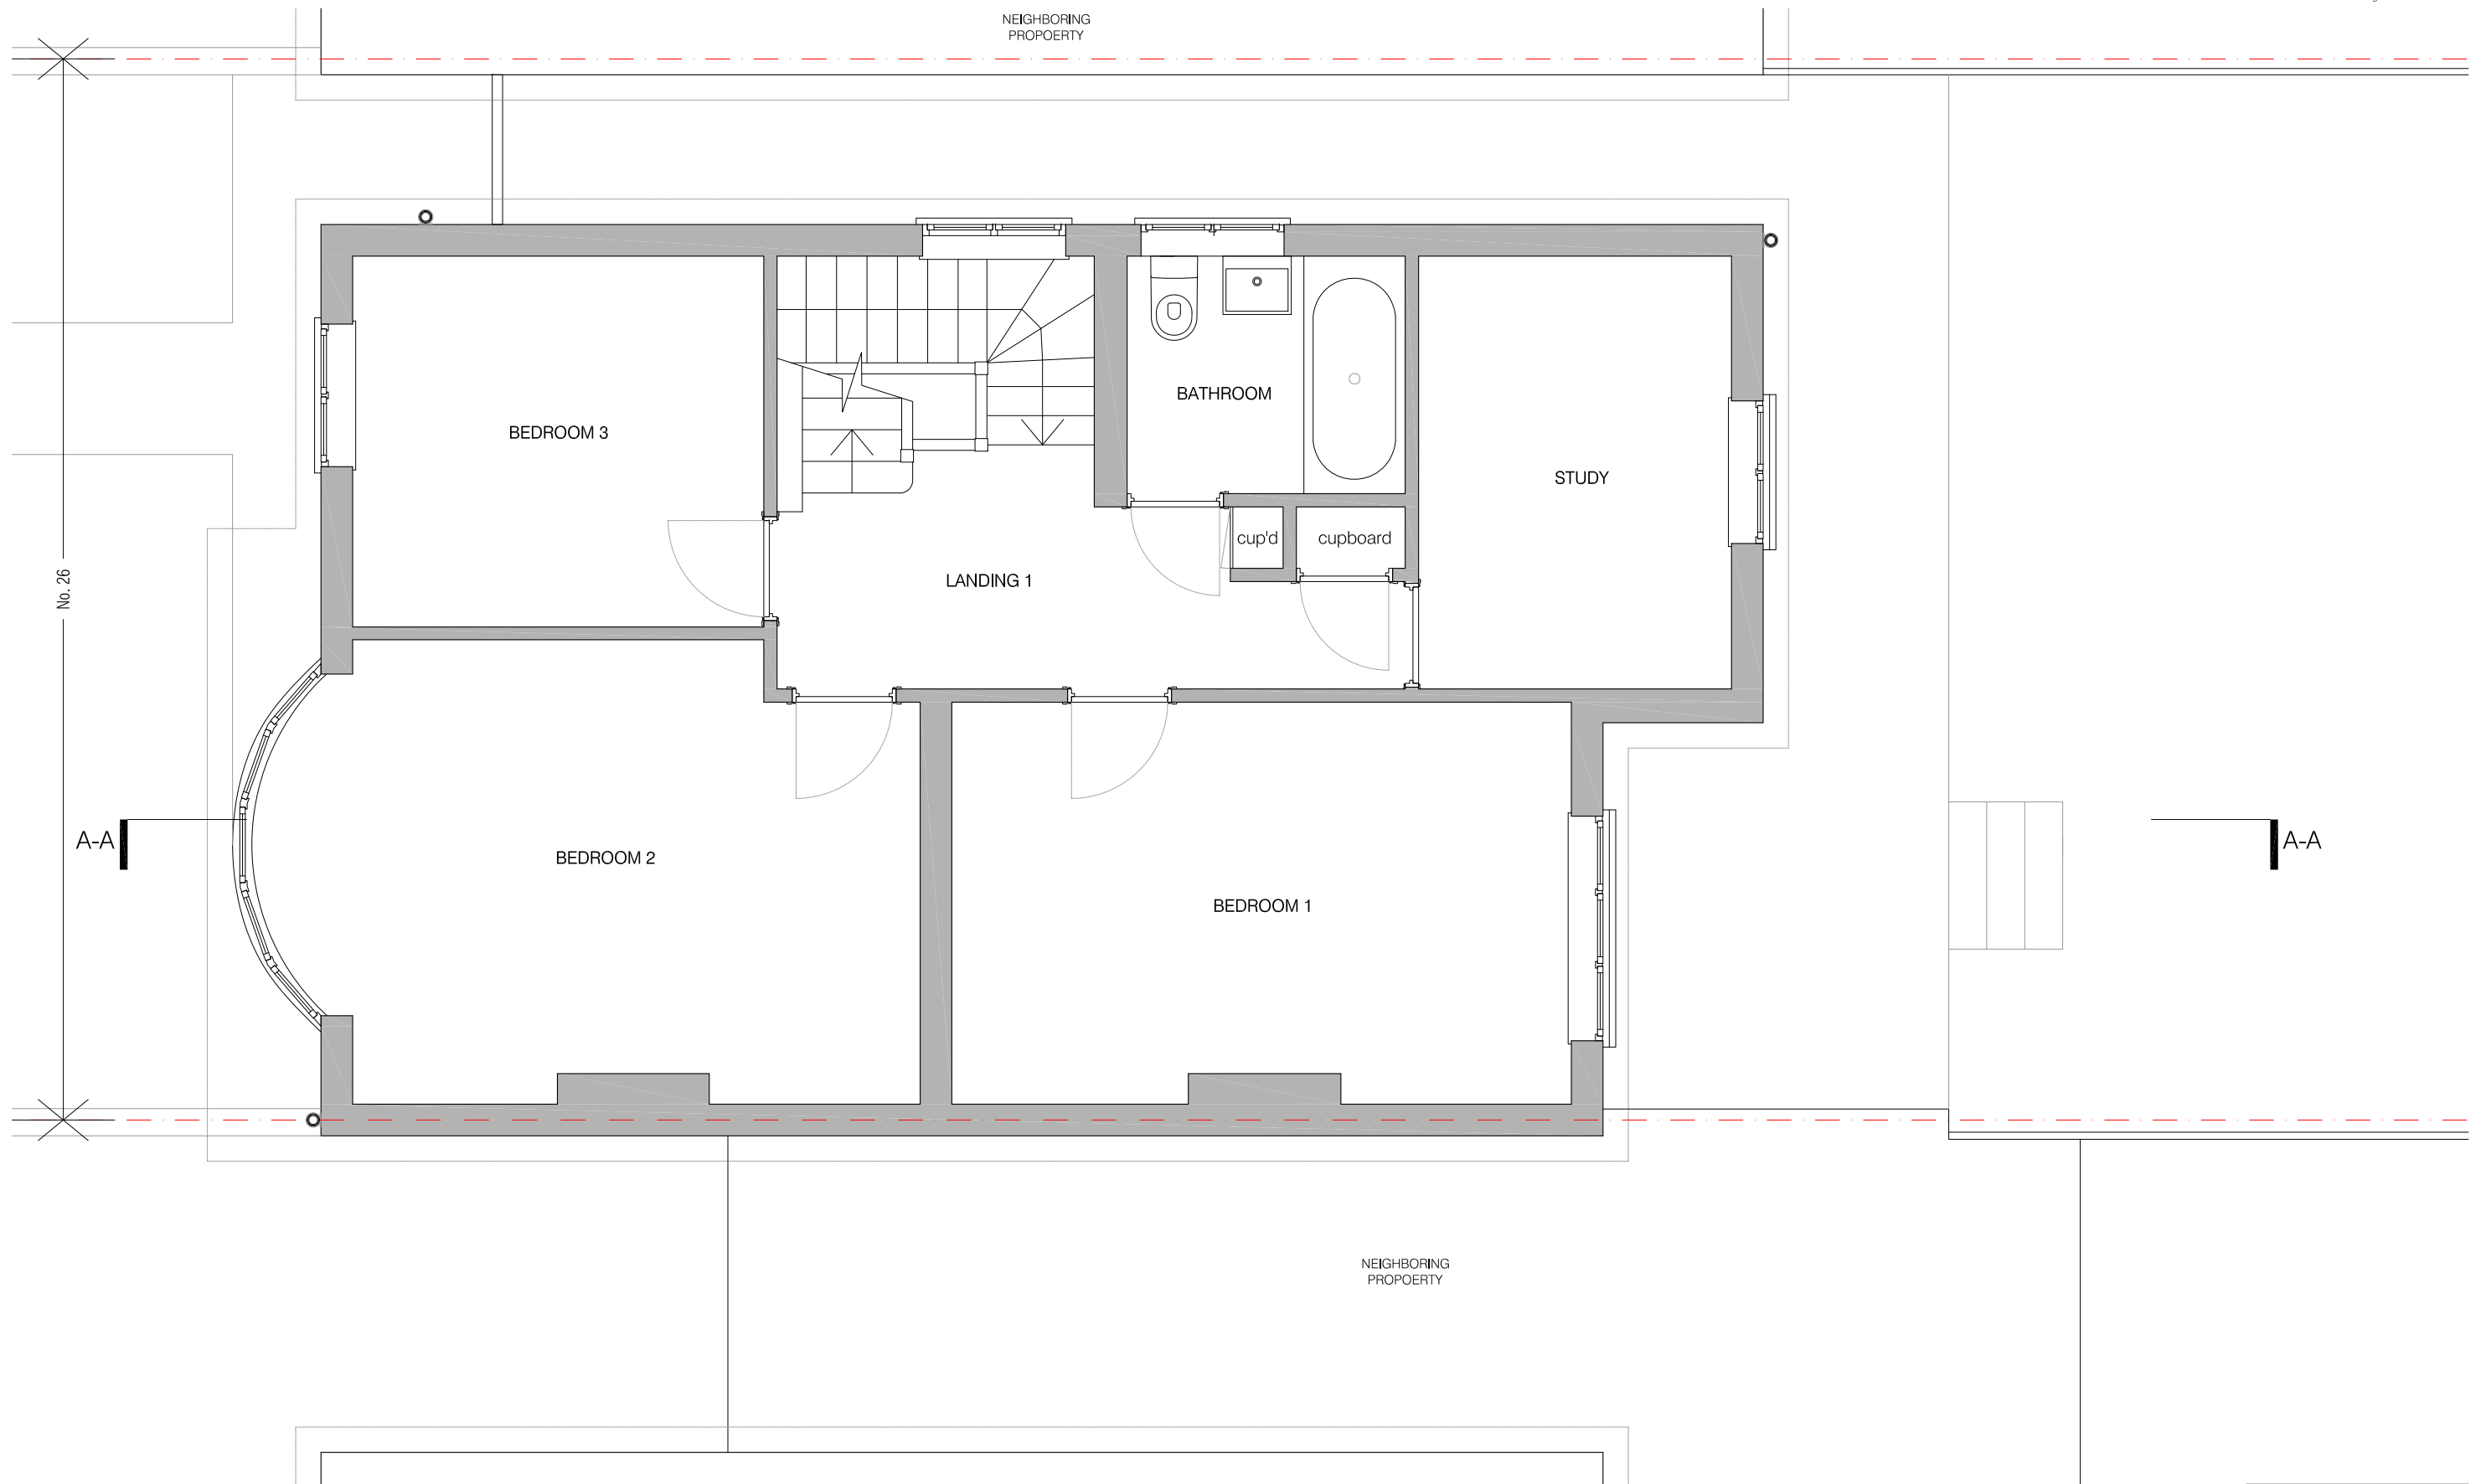 NEIGHBORING
PROPOERTY
BEDROOM 3
BATHROOM
STUDY
cup'd
cupboard
LANDING 1
No. 26
A-A
BEDROOM 2
BEDROOM 1
A-A
NEIGHBORING
PROPOERTY